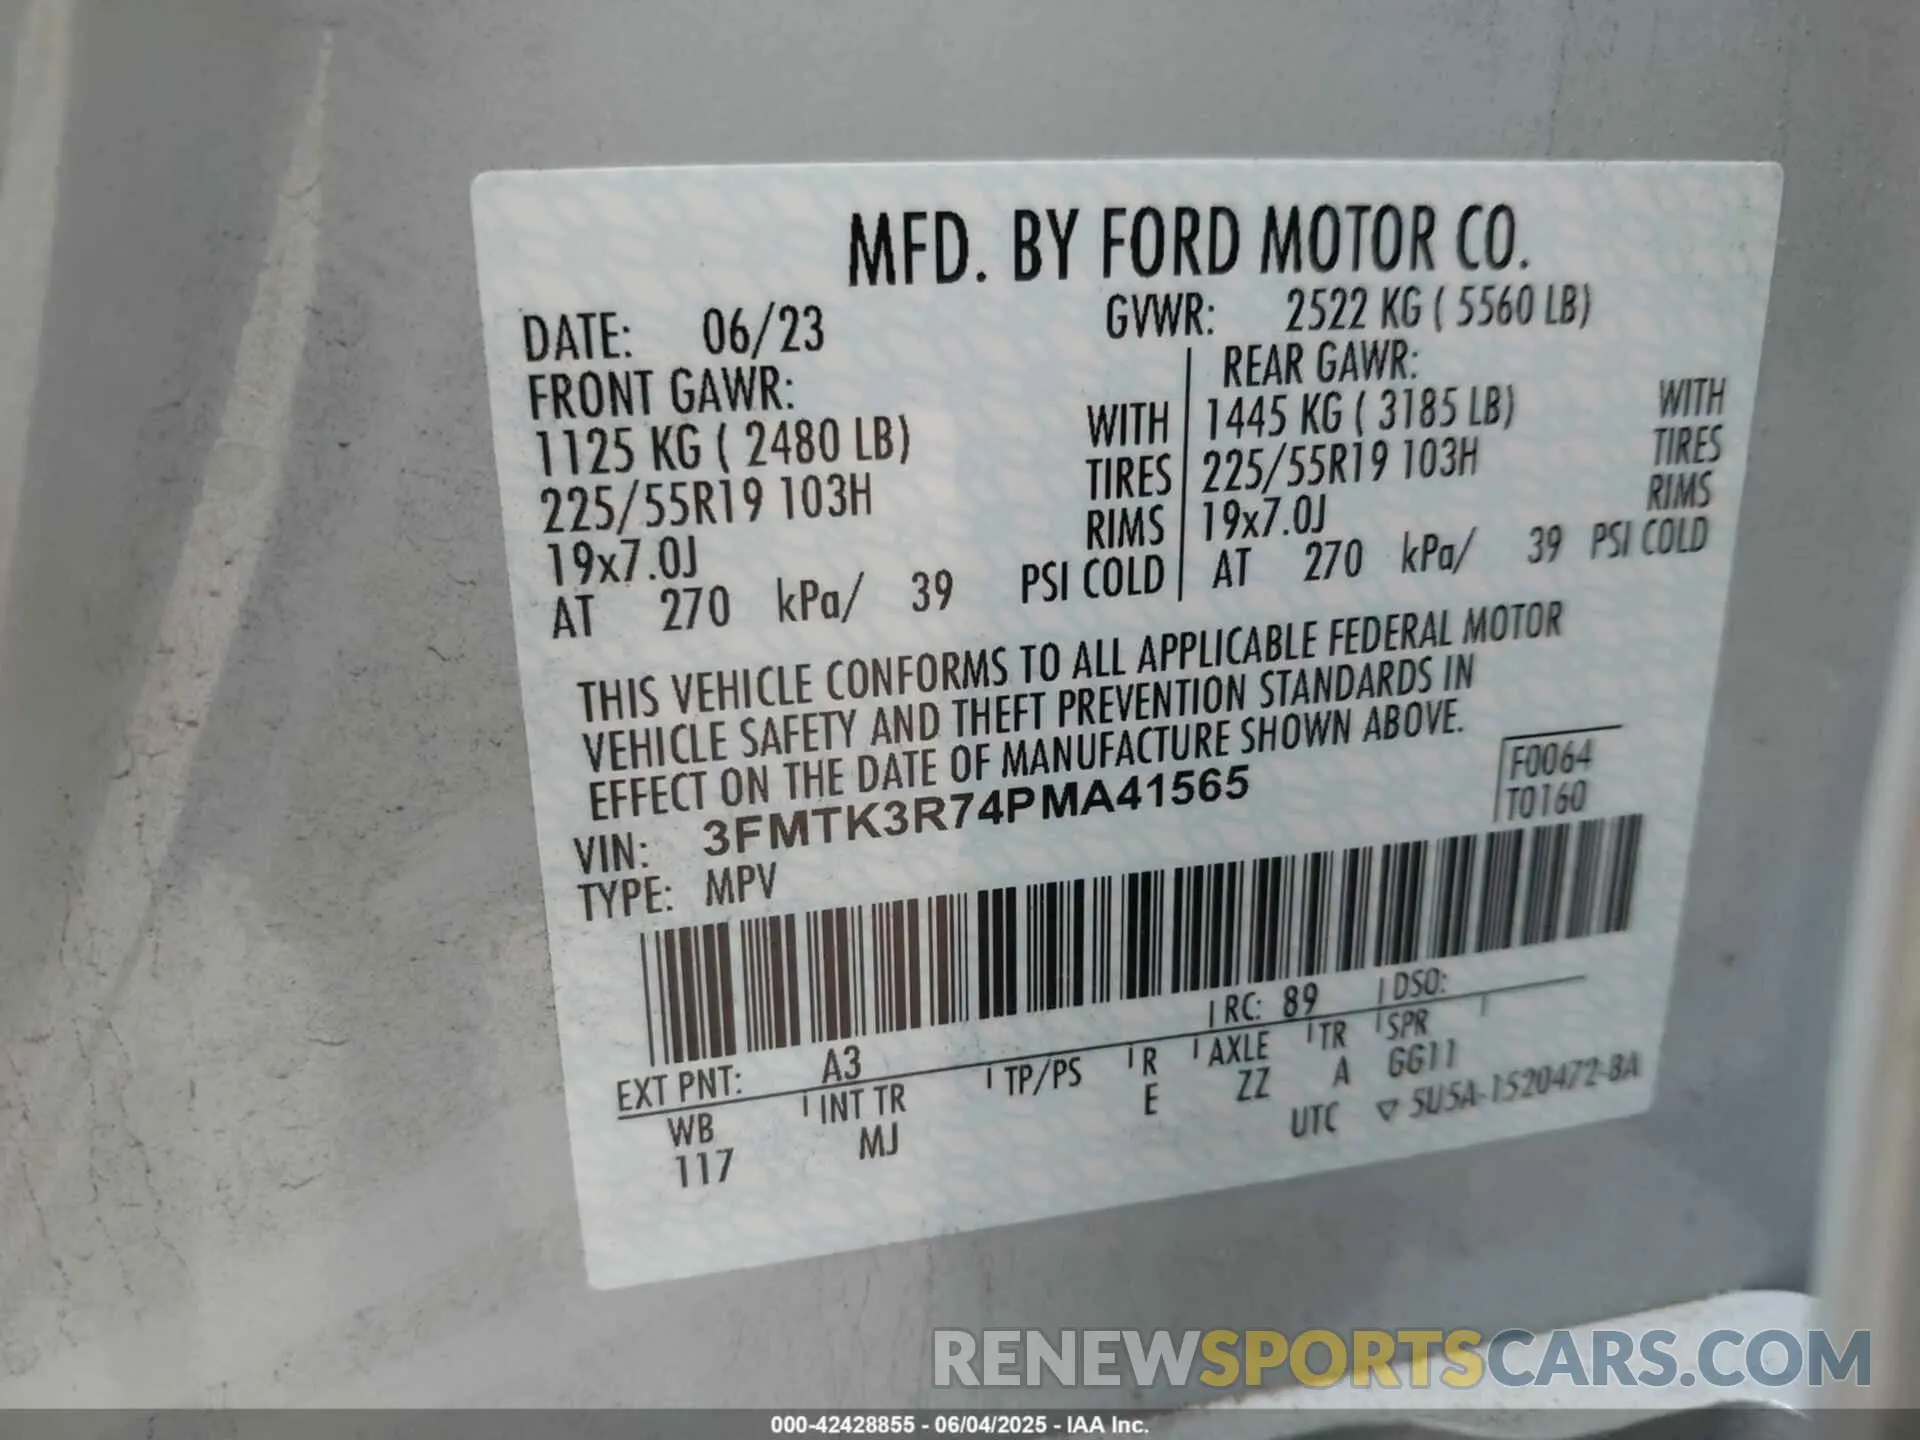 MFD. BY FORD MOTOR CO.
DATE: 06/23 GVWR: 2522 KG ( 5560 LB)
FRONT GAWR: REAR GAWR:
1125 KG ( 2480 LB) WITH 1445 KG ( 3185 LB) WITH
225/55R19 103H TIRES 225/55R19 103H TIRES
19x7.0J RIMS 19x7.0J RIMS
AT 270 kPa/ 39 PSI COLD AT 270 kPa/ 39 PSI COLD
THIS VEHICLE CONFORMS TO ALL APPLICABLE FEDERAL MOTOR
VEHICLE SAFETY AND THEFT PREVENTION STANDARDS IN
EFFECT ON THE DATE OF MANUFACTURE SHOWN ABOVE.
VIN: 3FMTK3R74PMA41565 F0064
TYPE: MPV T0160
EXT PNT: A3 RC: 89 DSO:
WB INT TR TP/PS R AXLE TR SPR
117 MJ E ZZ A GG11
UTC ▽ 5U5A-1520472-8A
RENEWSPORTSCARS.COM
000-42428855 - 06/04/2025 - IAA Inc.